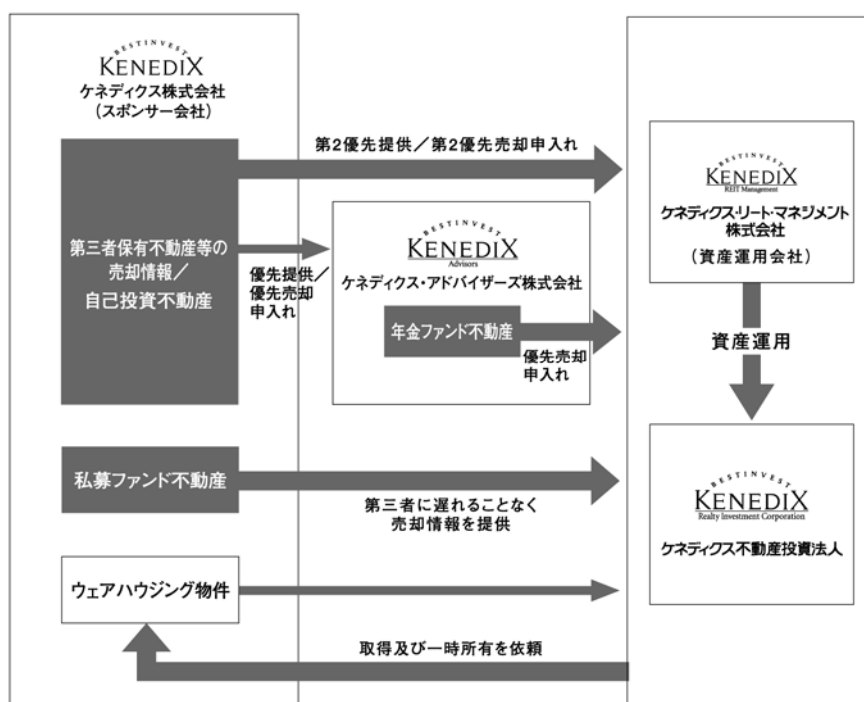 BESTINVEST
KENEDIX
ケネディクス株式会社
(スポンサー会社)
第三者保有不動産等の
売却情報／
自己投資不動産
第2優先提供／第2優先売却申入れ
優先提供／
優先売却
申入れ
BESTINVEST
KENEDIX
Advisors
ケネディクス・アドバイザーズ株式会社
年金ファンド不動産
優先売却
申入れ
BESTINVEST
KENEDIX
REIT Management
ケネディクス・リート・マネジメント
株式会社
(資産運用会社)
資産運用
BESTINVEST
KENEDIX
Realty Investment Corporation
ケネディクス不動産投資法人
私募ファンド不動産
第三者に遅れることなく
売却情報を提供
ウェアハウジング物件
取得及び一時所有を依頼